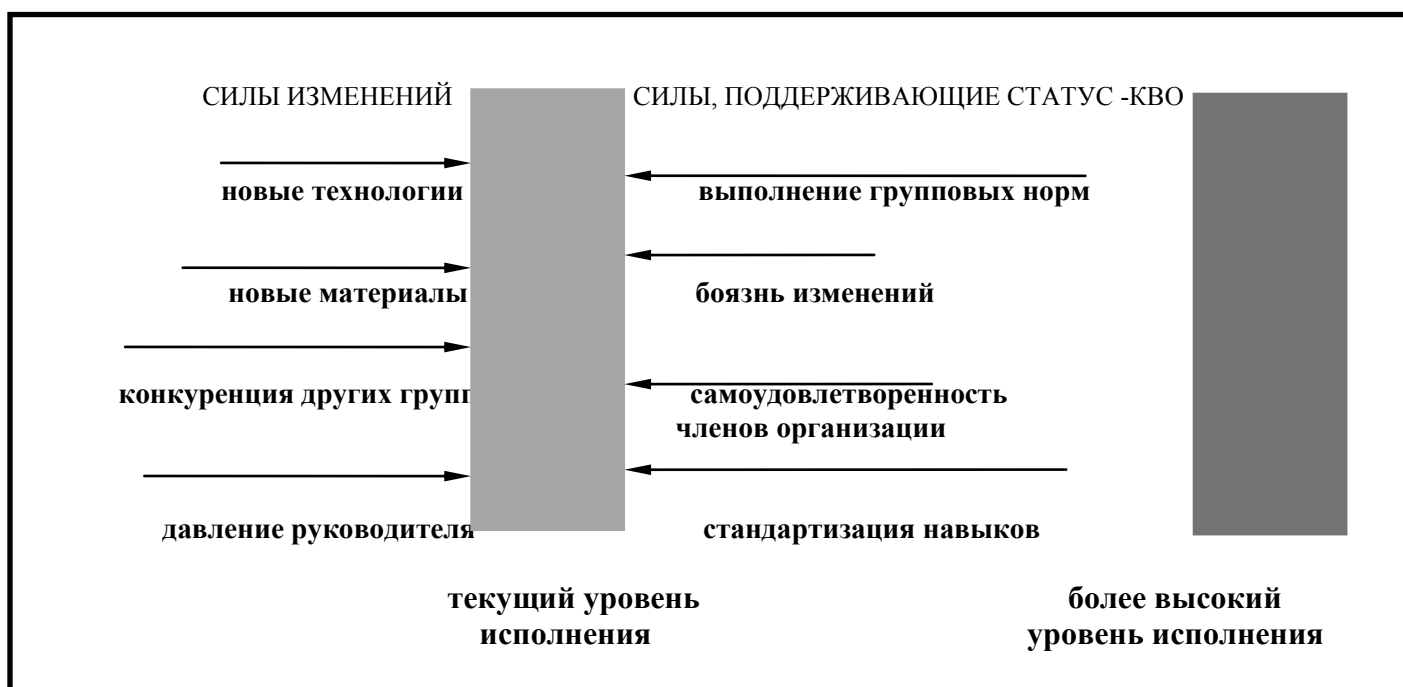 СИЛЫ ИЗМЕНЕНИЙ
СИЛЫ, ПОДДЕРЖИВАЮЩИЕ СТАТУС -КВО
новые технологии
выполнение групповых норм
новые материалы
боязнь изменений
конкуренция других групп
самоудовлетворенность
членов организации
давление руководителя
стандартизация навыков
текущий уровень
исполнения
более высокий
уровень исполнения